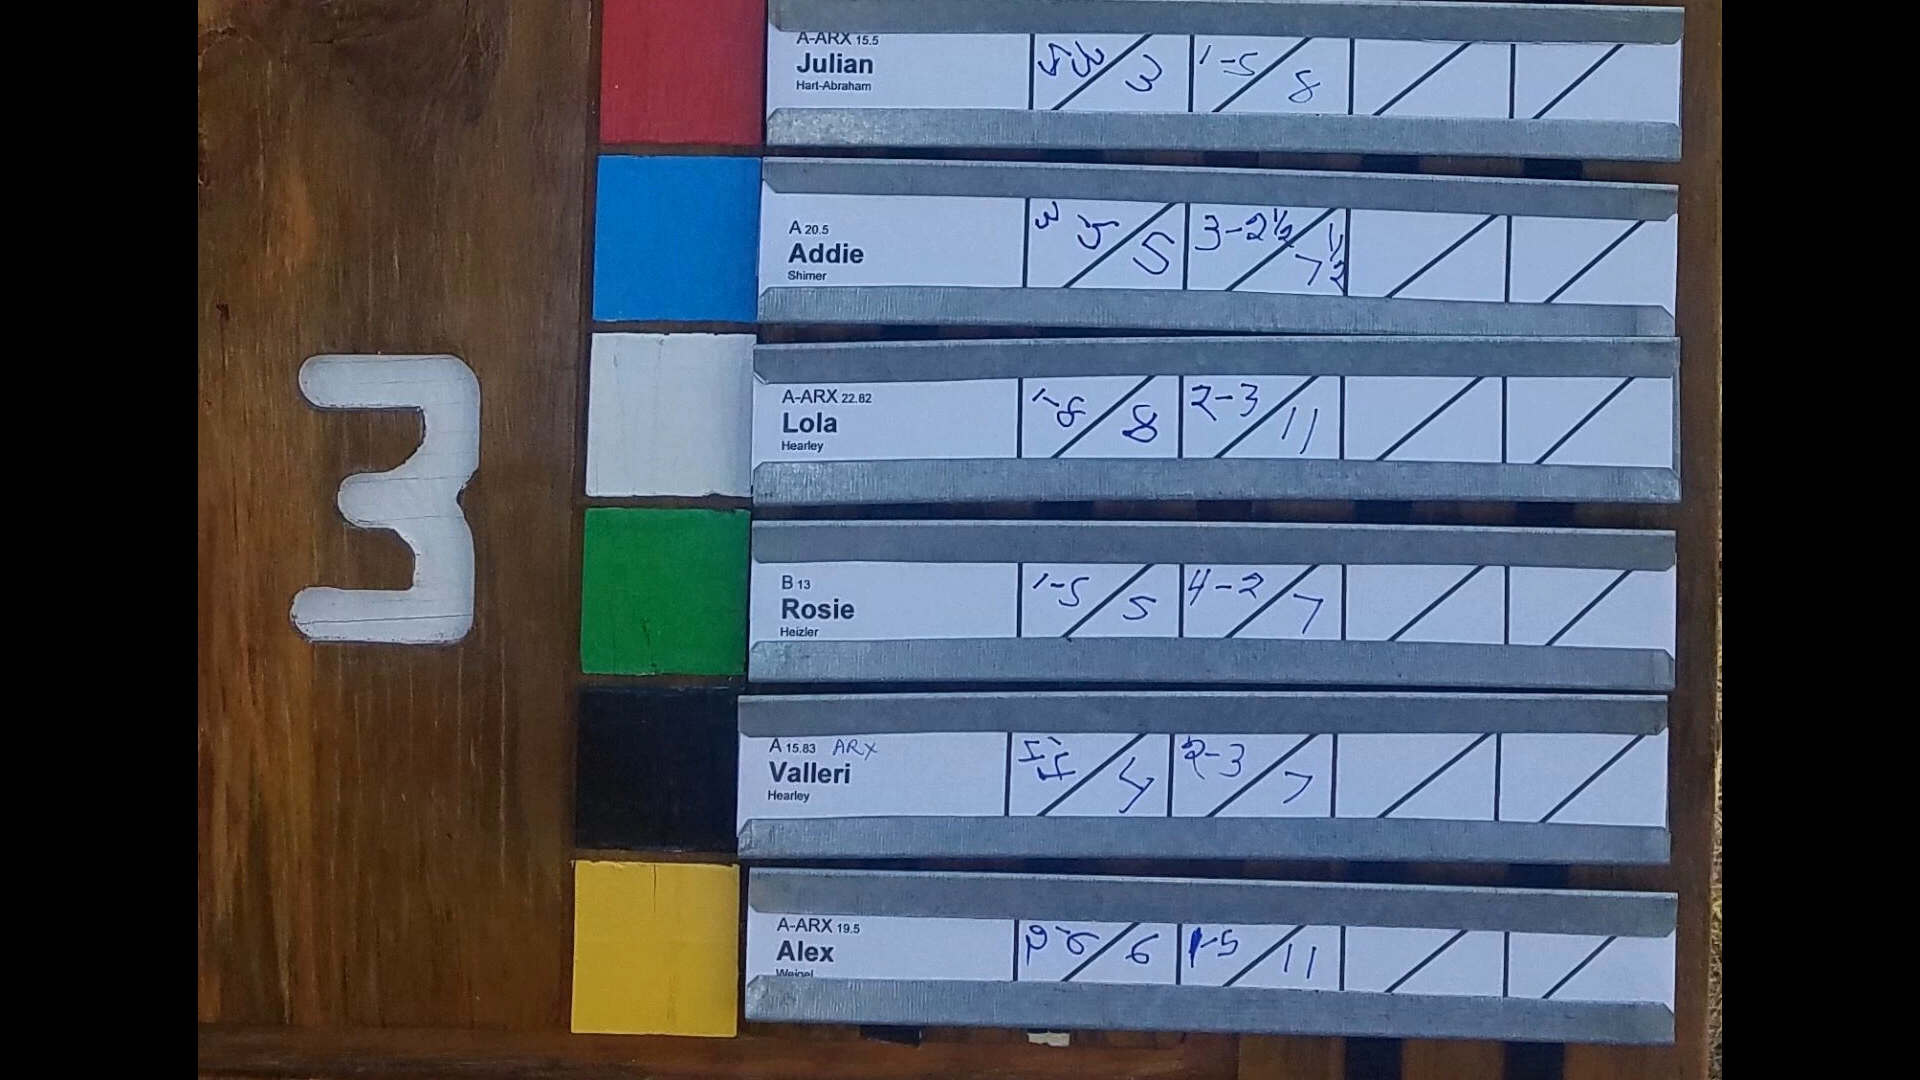 3
A-ARX 15.5
Julian
Hart-Abraham
3
1-5
8
A 20.5
Addie
Shimer
3 5
5
3-2½
7½
A-ARX 22.82
Lola
Hearley
1-8
8
2-3
11
B 13
Rosie
Heizler
1-5
5
4-2
7
A 15.83 ARX
Valleri
Hearley
4
2-3
7
A-ARX 19.5
Alex
Weigel
2-6
6
1-5
11